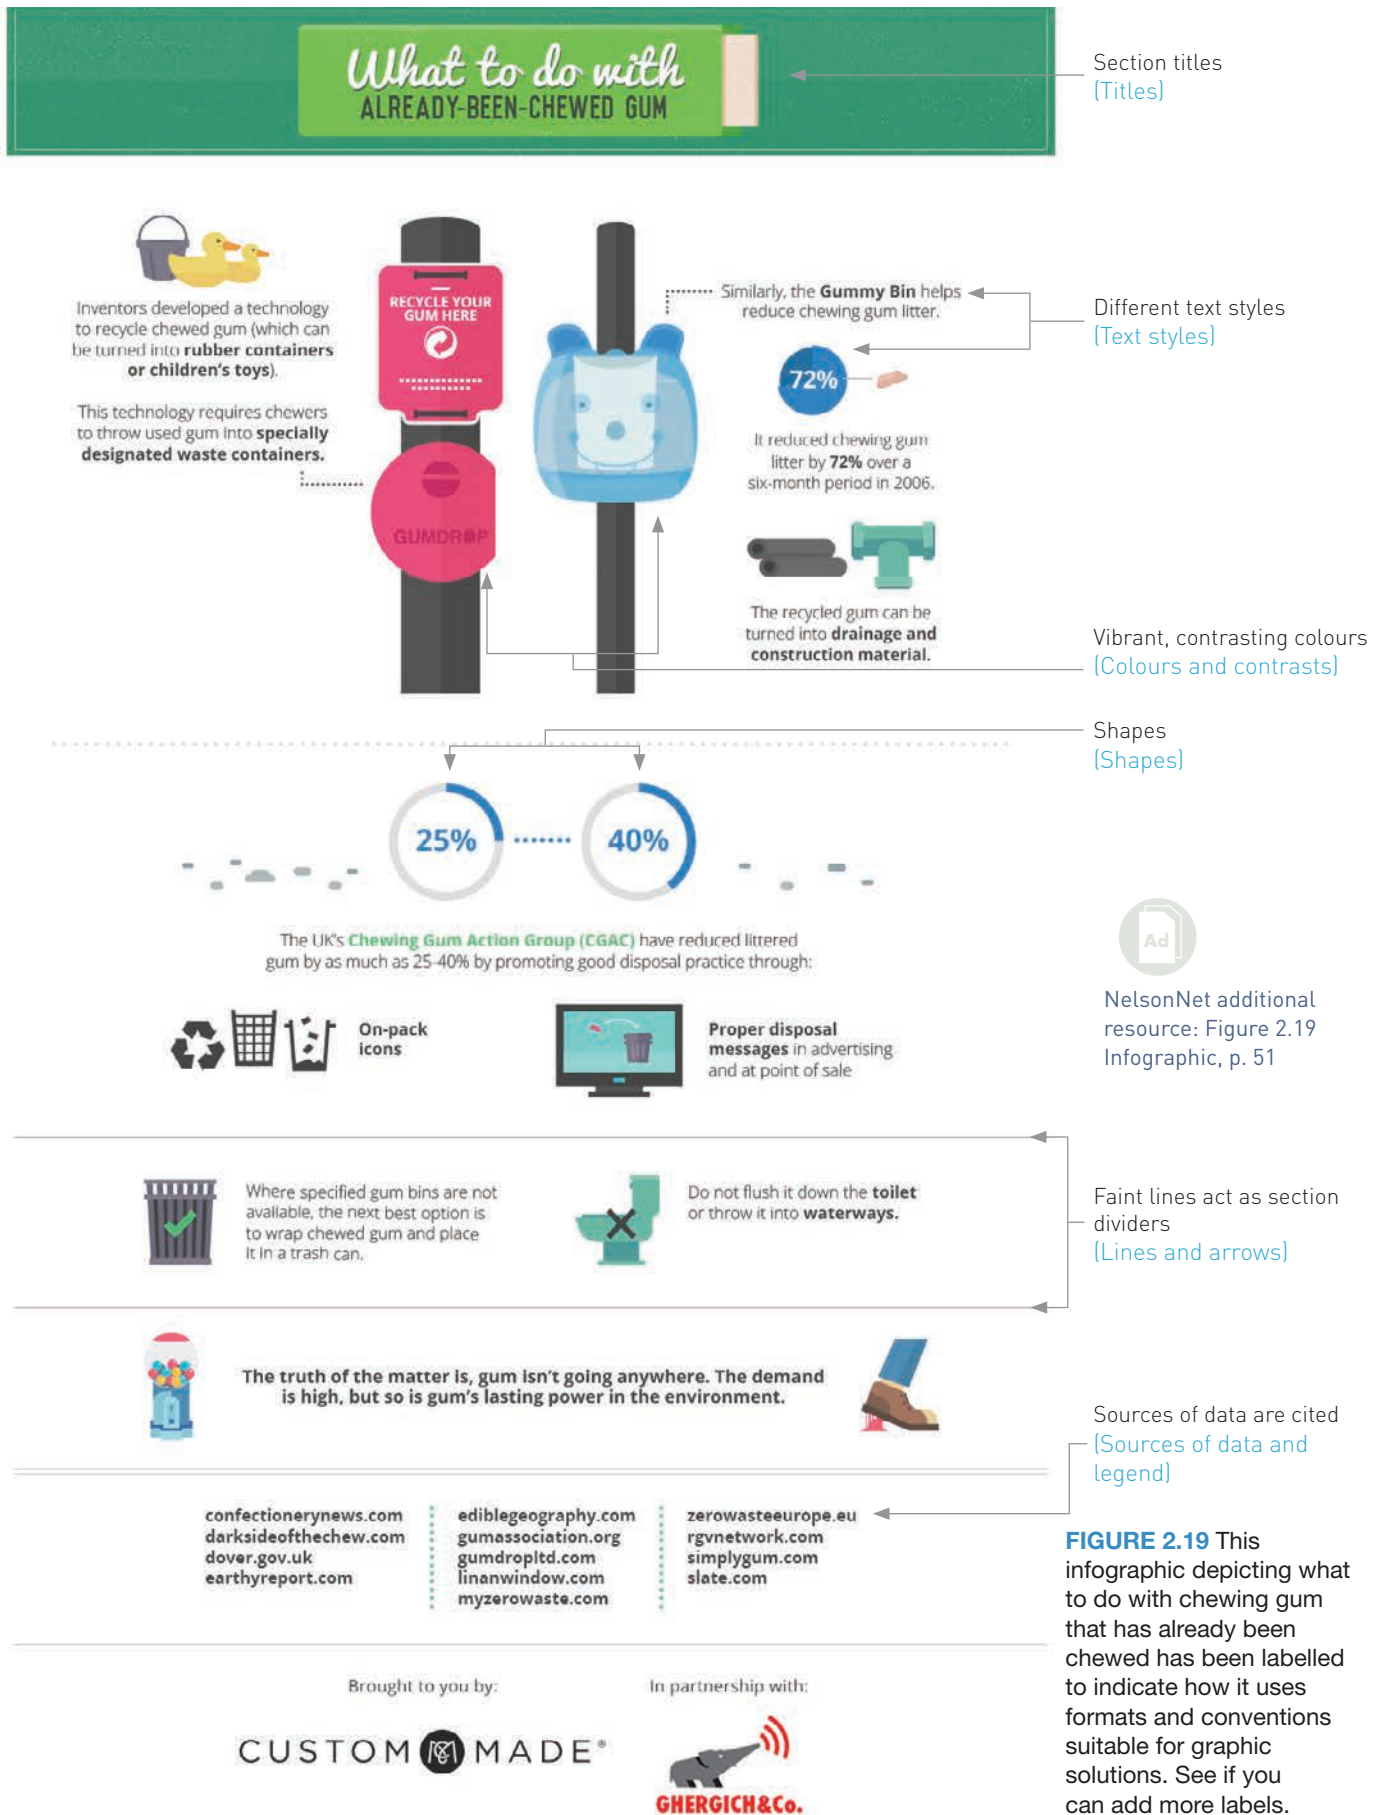 What to do with
ALREADY-BEEN-CHEWED GUM
Section titles
(Titles)
Inventors developed a technology
to recycle chewed gum (which can
be turned into rubber containers
or children's toys).
This technology requires chewers
to throw used gum into specially
designated waste containers.
RECYCLE YOUR
GUM HERE
GUMDROP
Similarly, the Gummy Bin helps
reduce chewing gum litter.
72%
It reduced chewing gum
litter by 72% over a
six-month period in 2006.
The recycled gum can be
turned into drainage and
construction material.
Different text styles
(Text styles)
Vibrant, contrasting colours
(Colours and contrasts)
Shapes
(Shapes)
25%
40%
The UK's Chewing Gum Action Group (CGAC) have reduced littered
gum by as much as 25-40% by promoting good disposal practice through:
On-pack
icons
Proper disposal
messages in advertising
and at point of sale
Ad
NelsonNet additional
resource: Figure 2.19
Infographic, p. 51
Where specified gum bins are not
available, the next best option is
to wrap chewed gum and place
it in a trash can.
Do not flush it down the toilet
or throw it into waterways.
Faint lines act as section
dividers
(Lines and arrows)
The truth of the matter is, gum isn't going anywhere. The demand
is high, but so is gum's lasting power in the environment.
Sources of data are cited
(Sources of data and
legend)
confectionerynews.com
darksideofthechew.com
dover.gov.uk
earthyreport.com
ediblegeography.com
gumassociation.org
gumdropltd.com
linanwindow.com
myzerowaste.com
zerowasteeurope.eu
rgvnetwork.com
simplygum.com
slate.com
Brought to you by:
CUSTOM MADE®
In partnership with:
GHERGICH&Co.
FIGURE 2.19 This
infographic depicting what
to do with chewing gum
that has already been
chewed has been labelled
to indicate how it uses
formats and conventions
suitable for graphic
solutions. See if you
can add more labels.